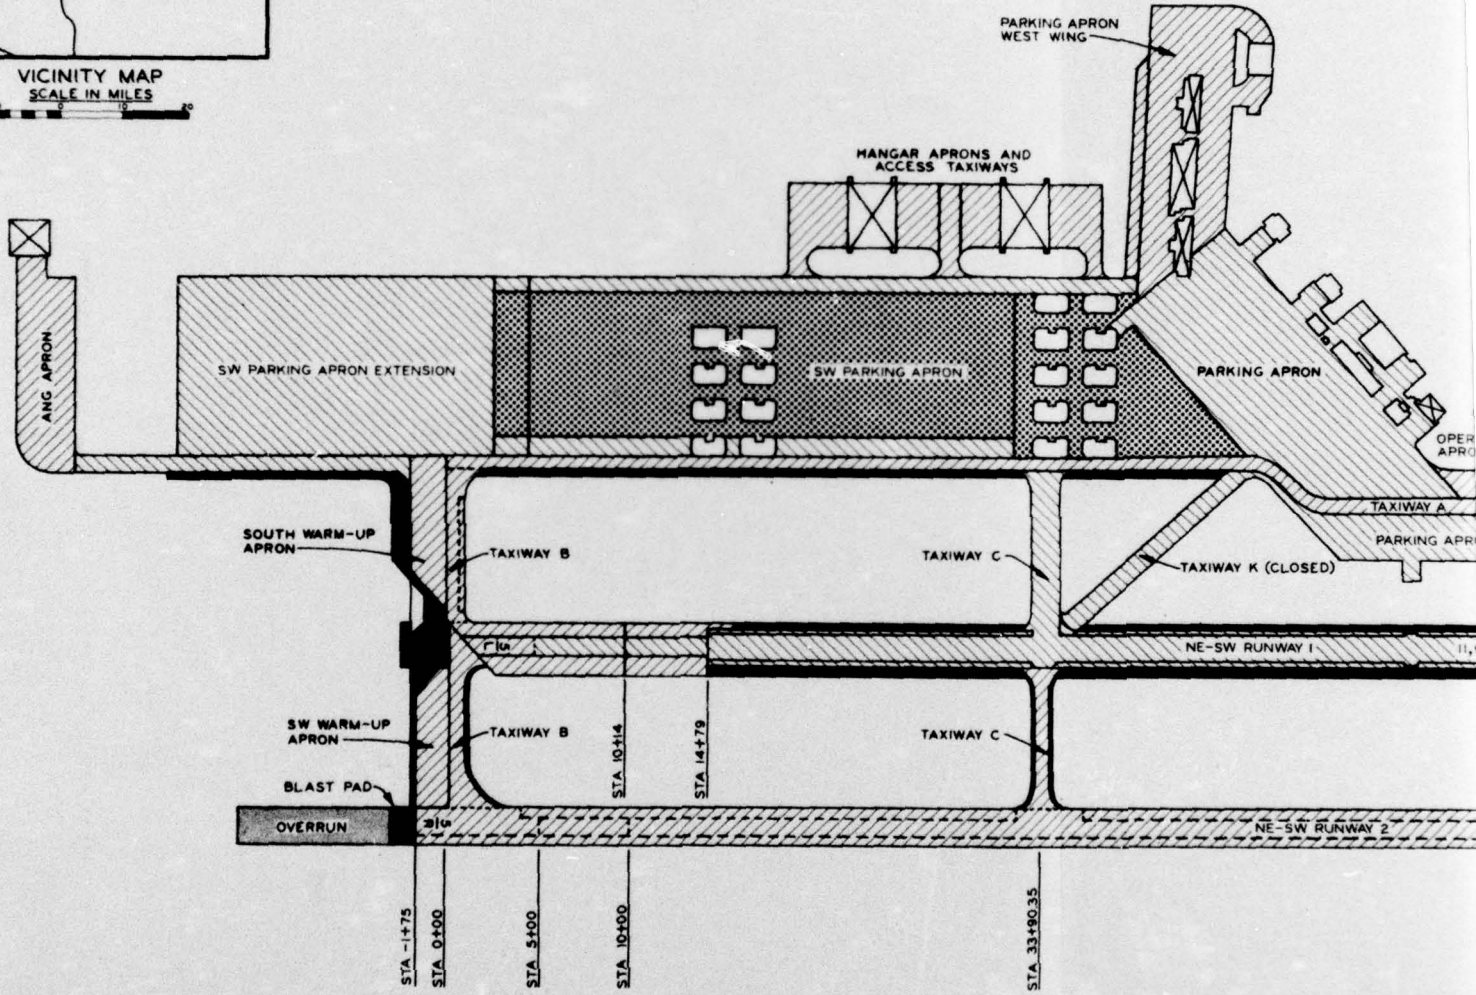 VICINITY MAP
SCALE IN MILES
0 10 20
PARKING APRON
WEST WING
HANGAR APRONS AND
ACCESS TAXIWAYS
ANG APRON
SW PARKING APRON EXTENSION
SW PARKING APRON
PARKING APRON
OPER
APRO
TAXIWAY A
PARKING APR
SOUTH WARM-UP
APRON
TAXIWAY B
TAXIWAY C
TAXIWAY K (CLOSED)
NE-SW RUNWAY 1
11,
SW WARM-UP
APRON
TAXIWAY B
TAXIWAY C
STA 10+14
STA 14+79
BLAST PAD
OVERRUN
NE-SW RUNWAY 2
STA -1+75
STA 0+00
STA 5+00
STA 10+00
STA 33+90.35